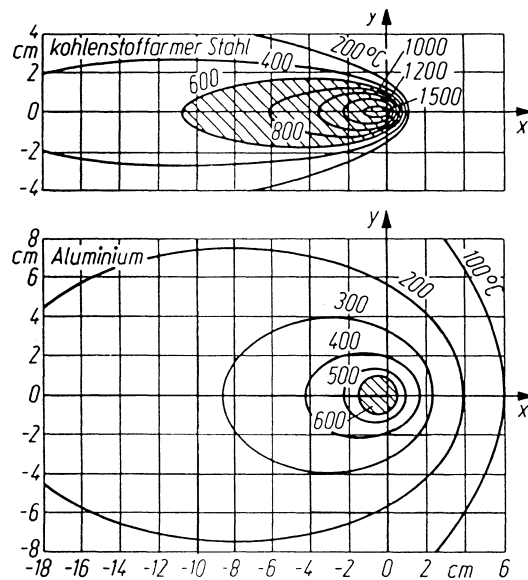 y
4
cm kohlenstoffarmer Stahl 200°C 1000
2 600 400 1200
0 1500
800 x
-2
-4
y
8
cm Aluminium 100°C
6 200
4 300
2 400
500
0 x
600
-2
-4
-6
-8
-18 -16 -14 -12 -10 -8 -6 -4 -2 0 2 cm 6